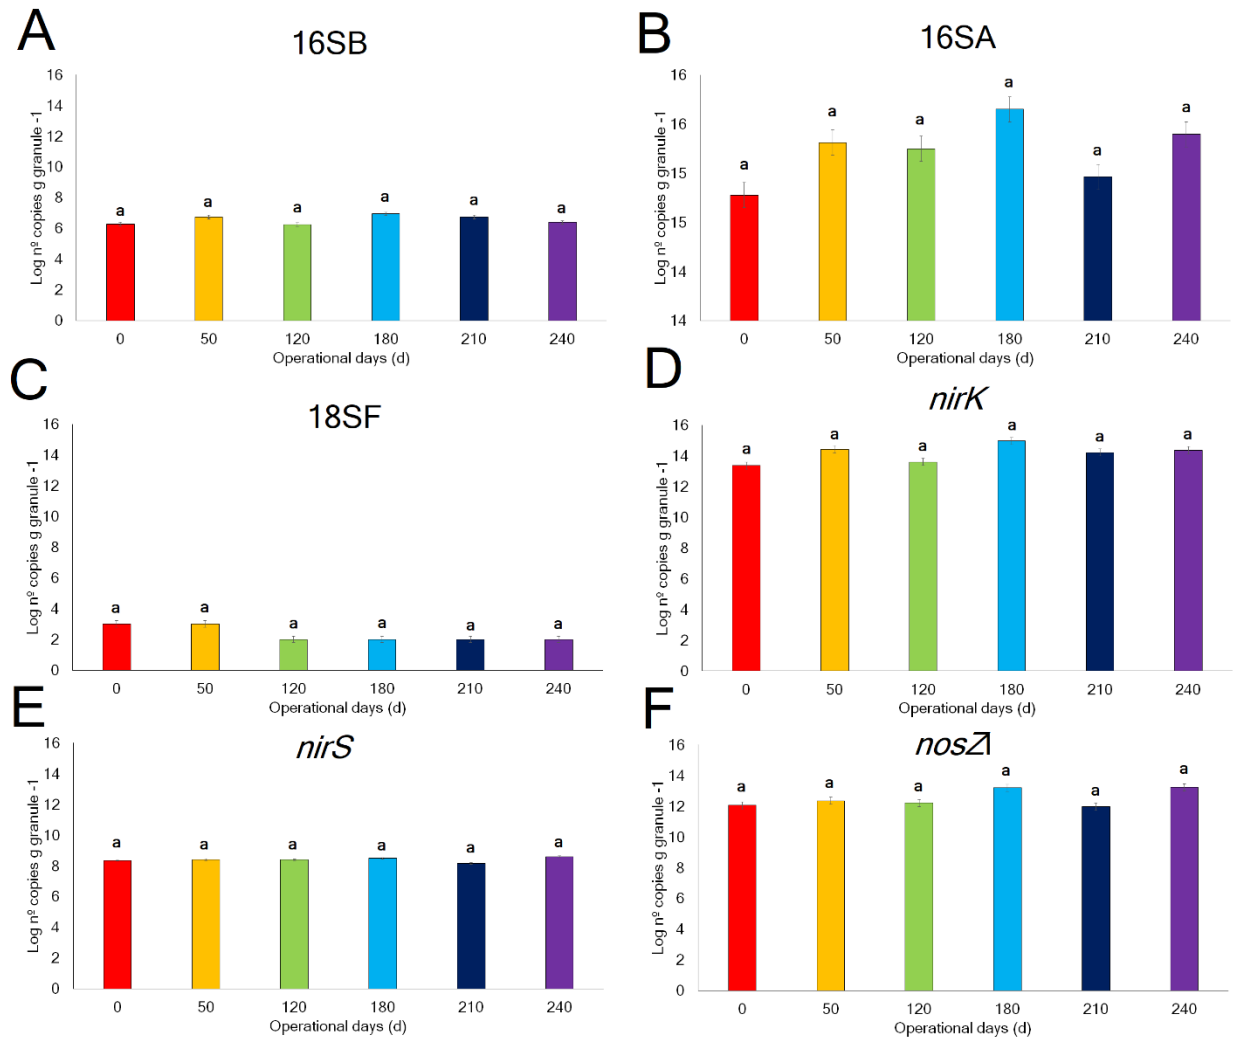 A
16SB
Log nº copies g granule -1
16
14
12
10
8
6
4
2
0
a a a a a a
0 50 120 180 210 240
Operational days (d)
B
16SA
Log nº copies g granule -1
16
16
15
15
14
14
a a a a a a
0 50 120 180 210 240
Operational days (d)
C
18SF
Log nº copies g granule -1
16
14
12
10
8
6
4
2
0
a a a a a a
0 50 120 180 210 240
Operational days (d)
D
nirK
Log nº copies g granule -1
16
14
12
10
8
6
4
2
0
a a a a a a
0 50 120 180 210 240
Operational days (d)
E
nirS
Log nº copies g granule -1
16
14
12
10
8
6
4
2
0
a a a a a a
0 50 120 180 210 240
Operational days (d)
F
nosZI
Log nº copies g granule -1
16
14
12
10
8
6
4
2
0
a a a a a a
0 50 120 180 210 240
Operational days (d)